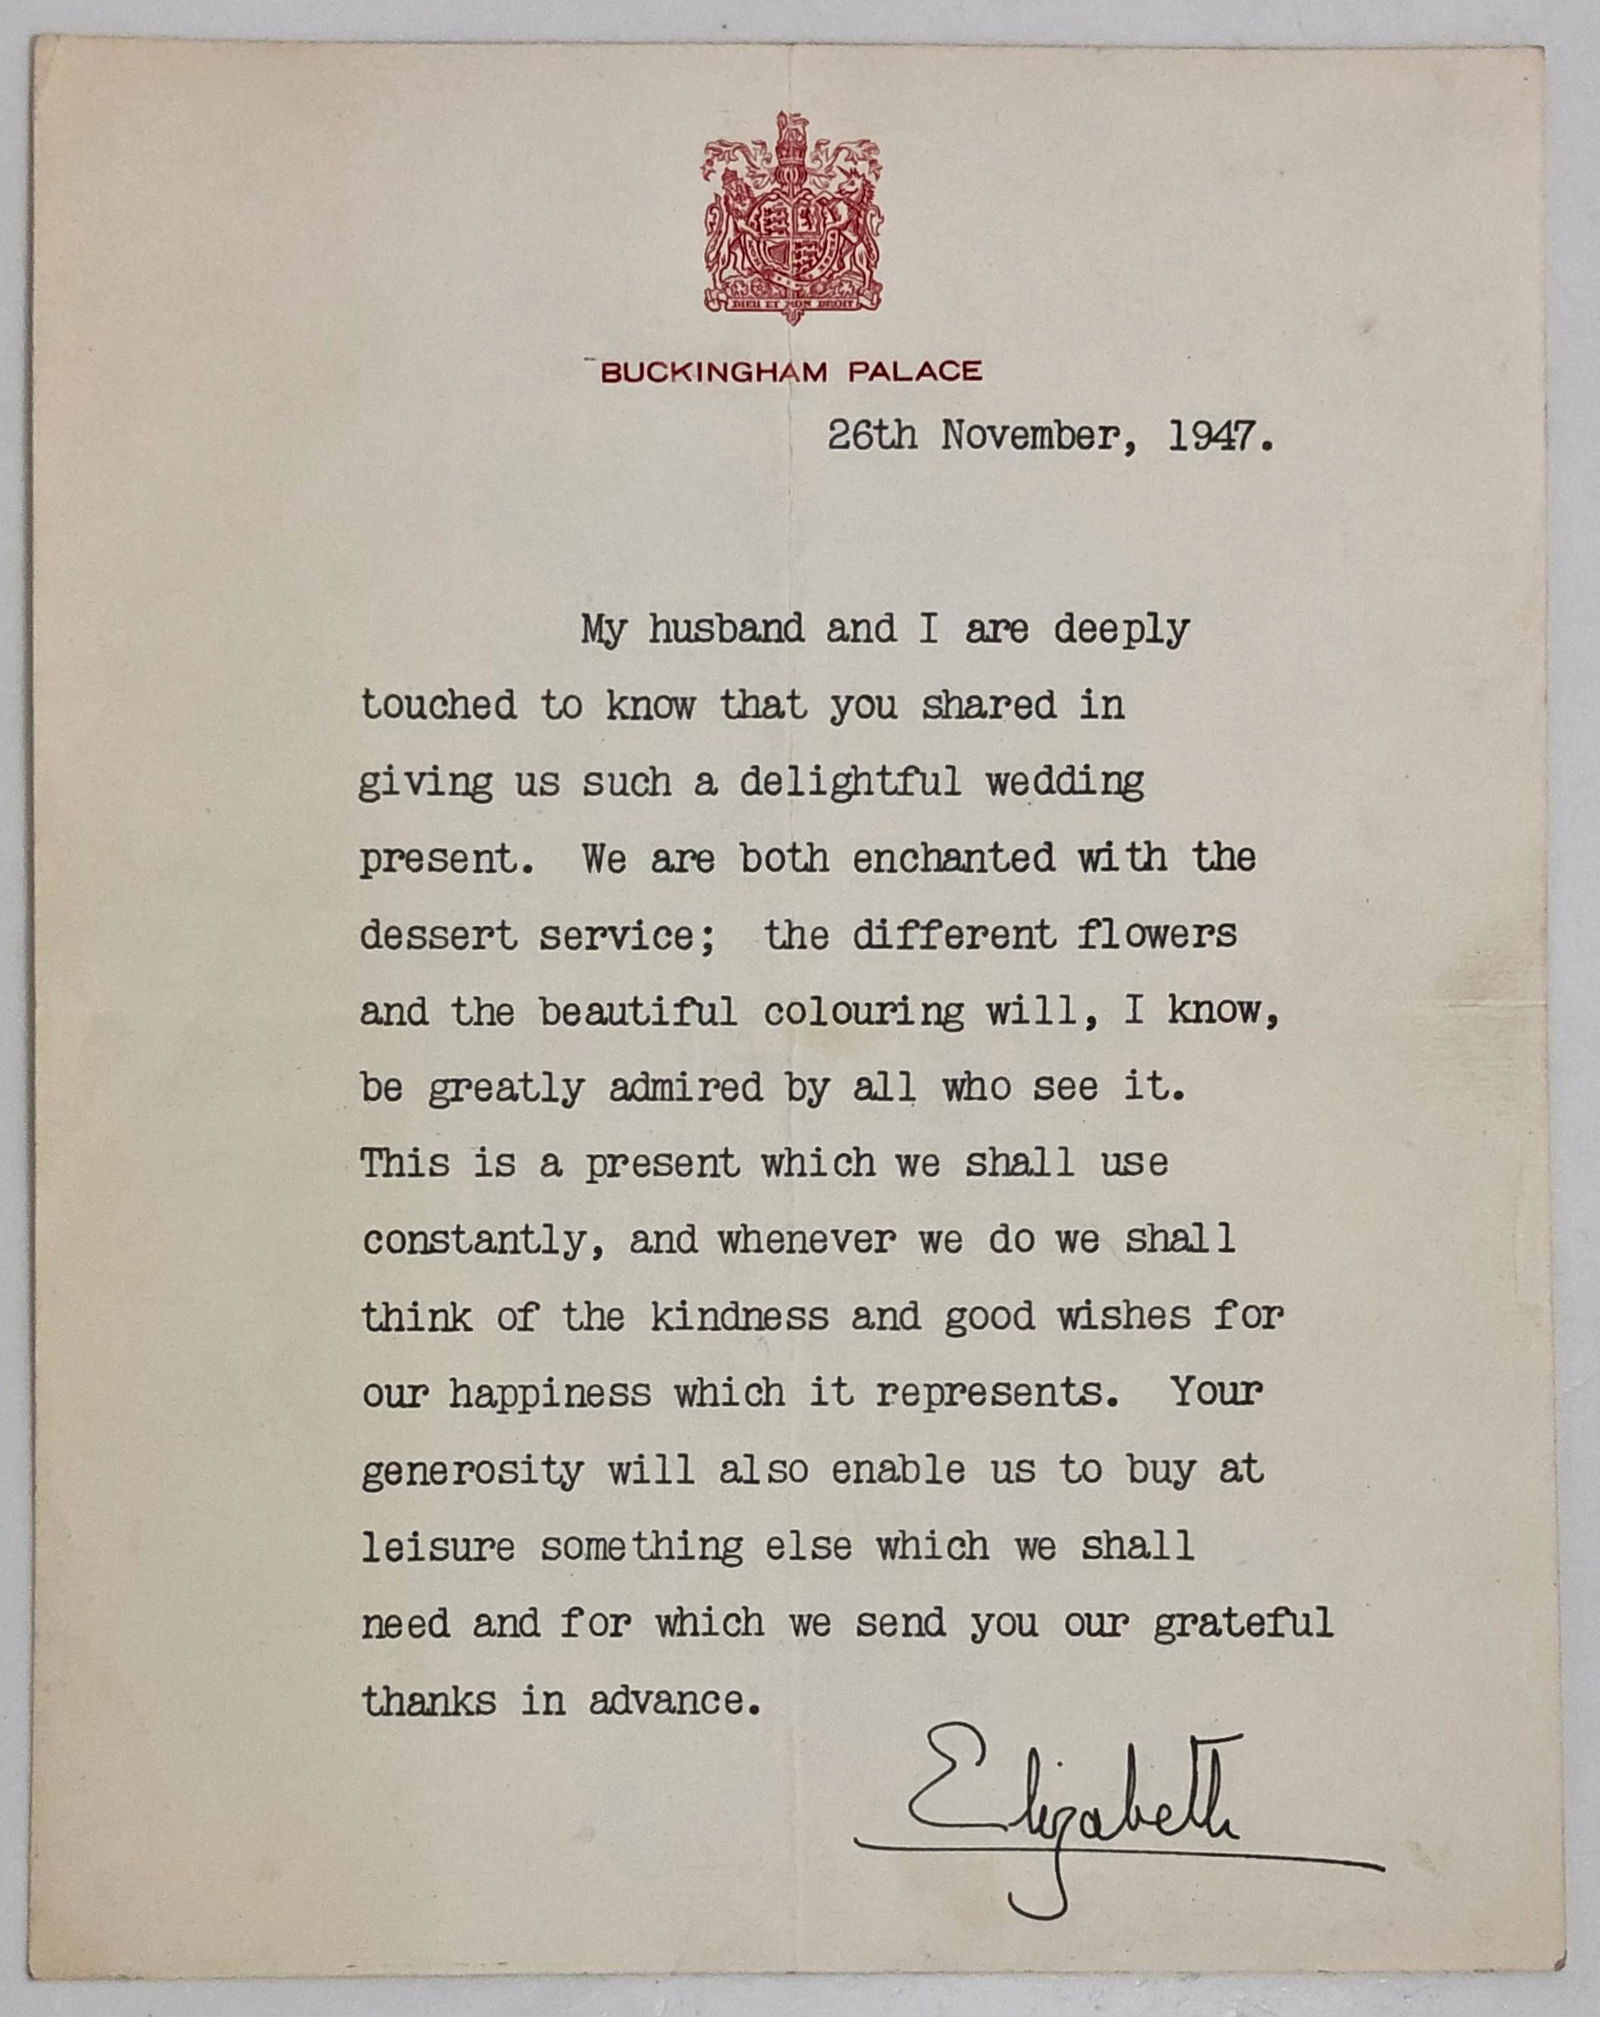 DIEU ET MON DROIT
BUCKINGHAM PALACE
26th November, 1947.
My husband and I are deeply
touched to know that you shared in
giving us such a delightful wedding
present.  We are both enchanted with the
dessert service;  the different flowers
and the beautiful colouring will, I know,
be greatly admired by all who see it.
This is a present which we shall use
constantly, and whenever we do we shall
think of the kindness and good wishes for
our happiness which it represents.  Your
generosity will also enable us to buy at
leisure something else which we shall
need and for which we send you our grateful
thanks in advance.
Elizabeth